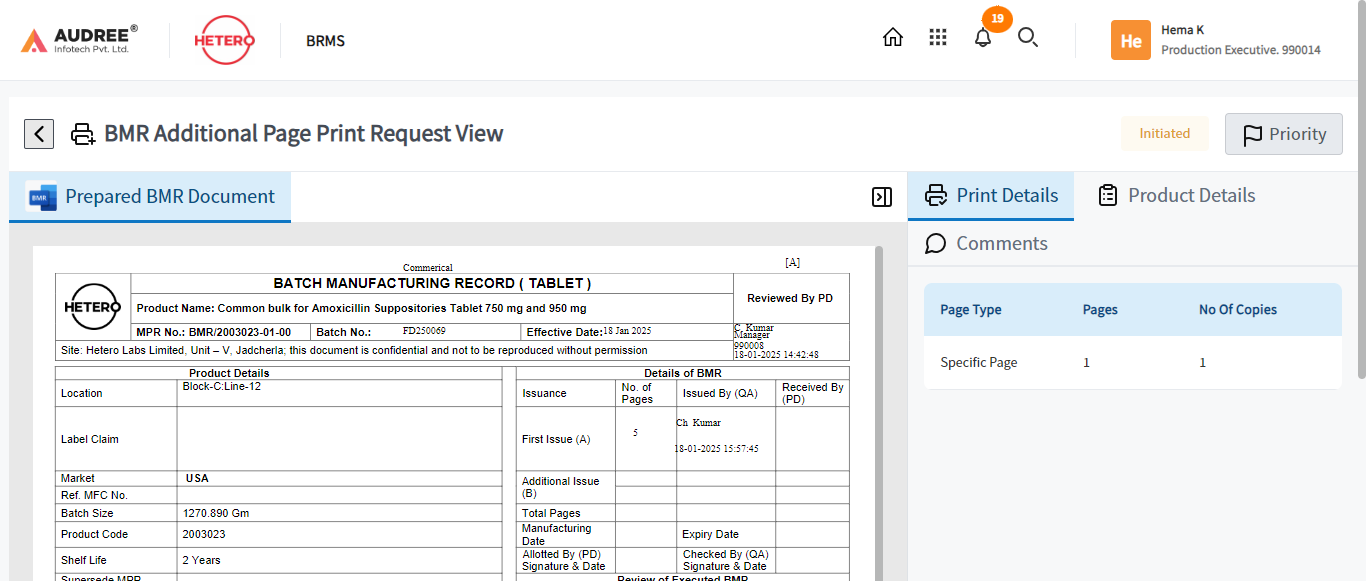 AUDREE®
Infotech Pvt. Ltd.
HETERO
BRMS
19
He
Hema K
Production Executive. 990014
BMR Additional Page Print Request View
Initiated
Priority
BMR
Prepared BMR Document
Print Details
Product Details
Comments
Page Type Pages No Of Copies
Specific Page 1 1
Commerical
[A]
HETERO
BATCH MANUFACTURING RECORD ( TABLET )
Product Name: Common bulk for Amoxicillin Suppositories Tablet 750 mg and 950 mg
Reviewed By PD
MPR No.: BMR/2003023-01-00 Batch No.: FD250069 Effective Date:18 Jan 2025
C. Kumar
Manager
990008
18-01-2025 14:42:48
Site: Hetero Labs Limited, Unit – V, Jadcherla; this document is confidential and not to be reproduced without permission
Product Details
Location Block-C:Line-12
Label Claim
Market USA
Ref. MFC No.
Batch Size 1270.890 Gm
Product Code 2003023
Shelf Life 2 Years
Supersede MPR
Details of BMR
Issuance No. of Pages Issued By (QA) Received By (PD)
First Issue (A) 5 Ch Kumar
18-01-2025 15:57:45
Additional Issue (B)
Total Pages
Manufacturing Date Expiry Date
Allotted By (PD) Signature & Date Checked By (QA) Signature & Date
Review of Executed BMR